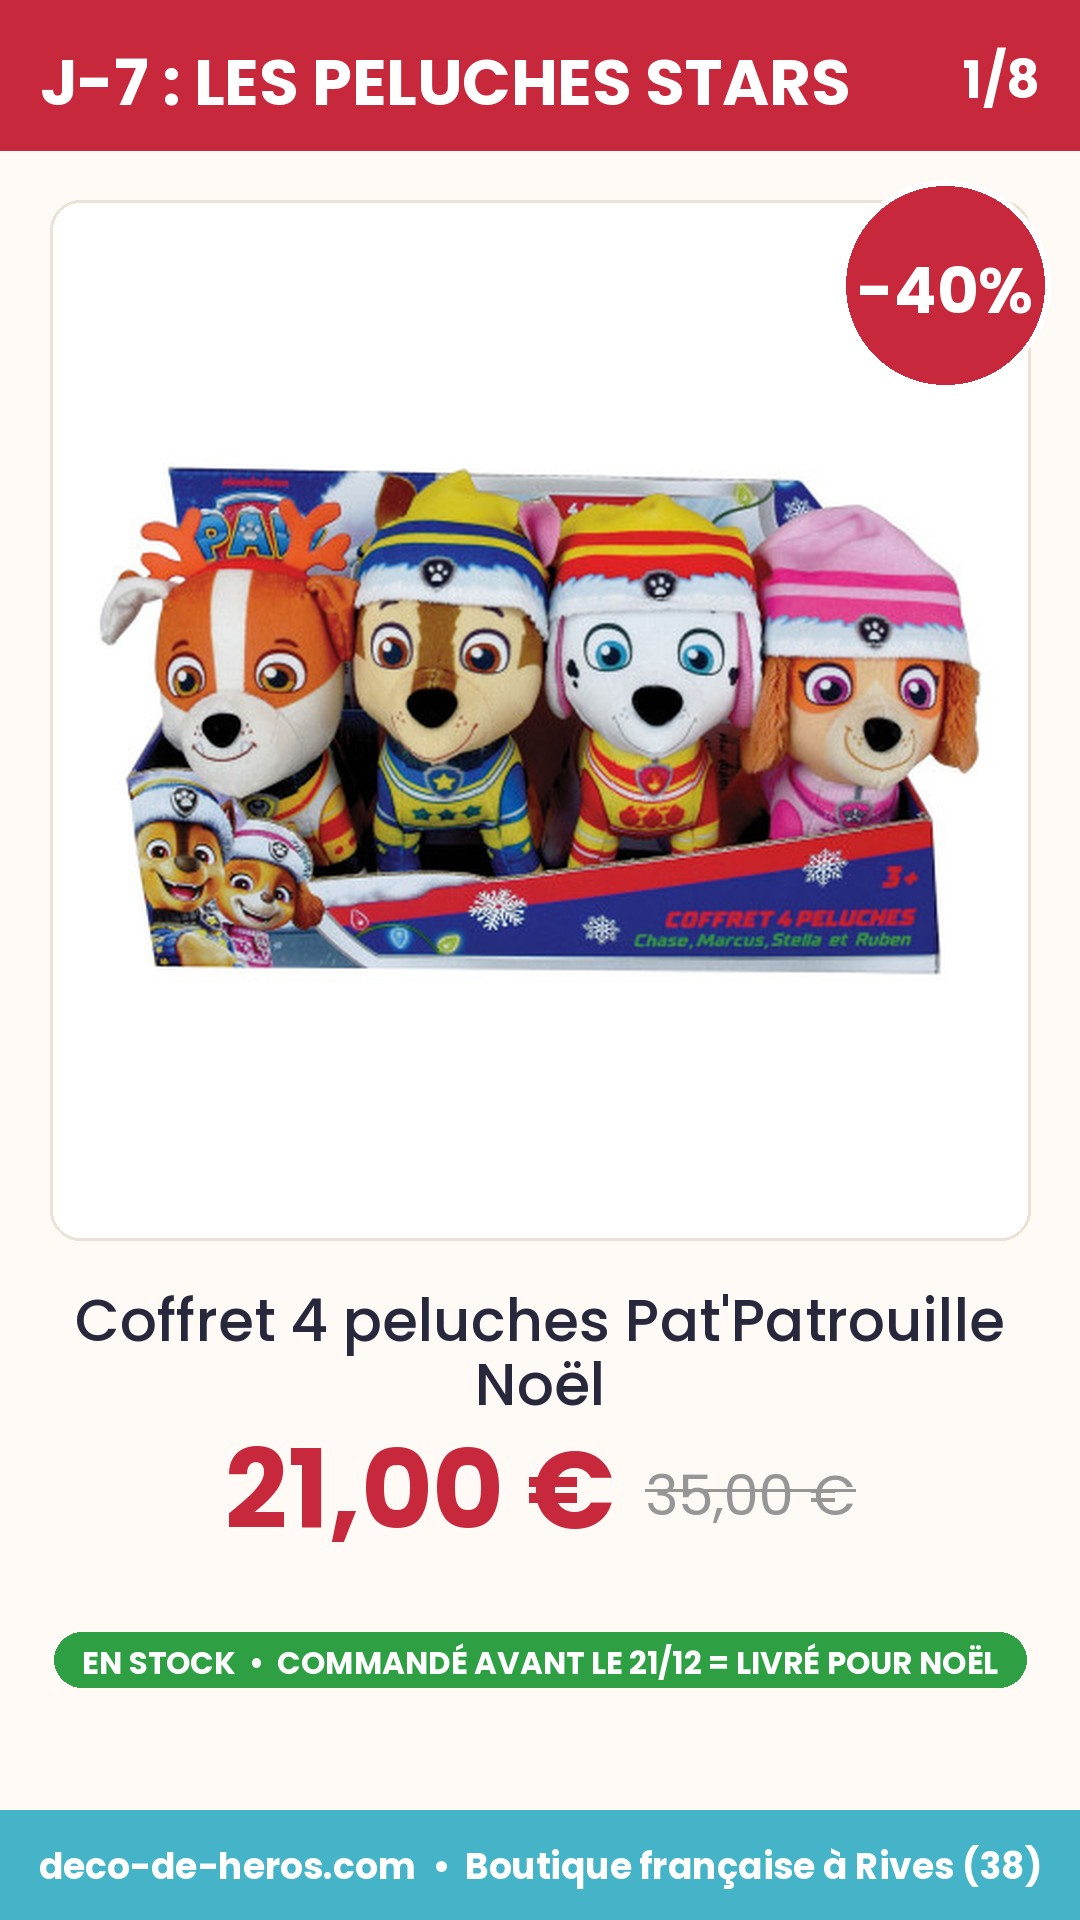 J-7 : LES PELUCHES STARS 1/8
-40%
nickelodeon
PAW
3+
COFFRET 4 PELUCHES
Chase, Marcus, Stella et Ruben
Coffret 4 peluches Pat'Patrouille
Noël
21,00 € 35,00 €
EN STOCK • COMMANDÉ AVANT LE 21/12 = LIVRÉ POUR NOËL
deco-de-heros.com • Boutique française à Rives (38)